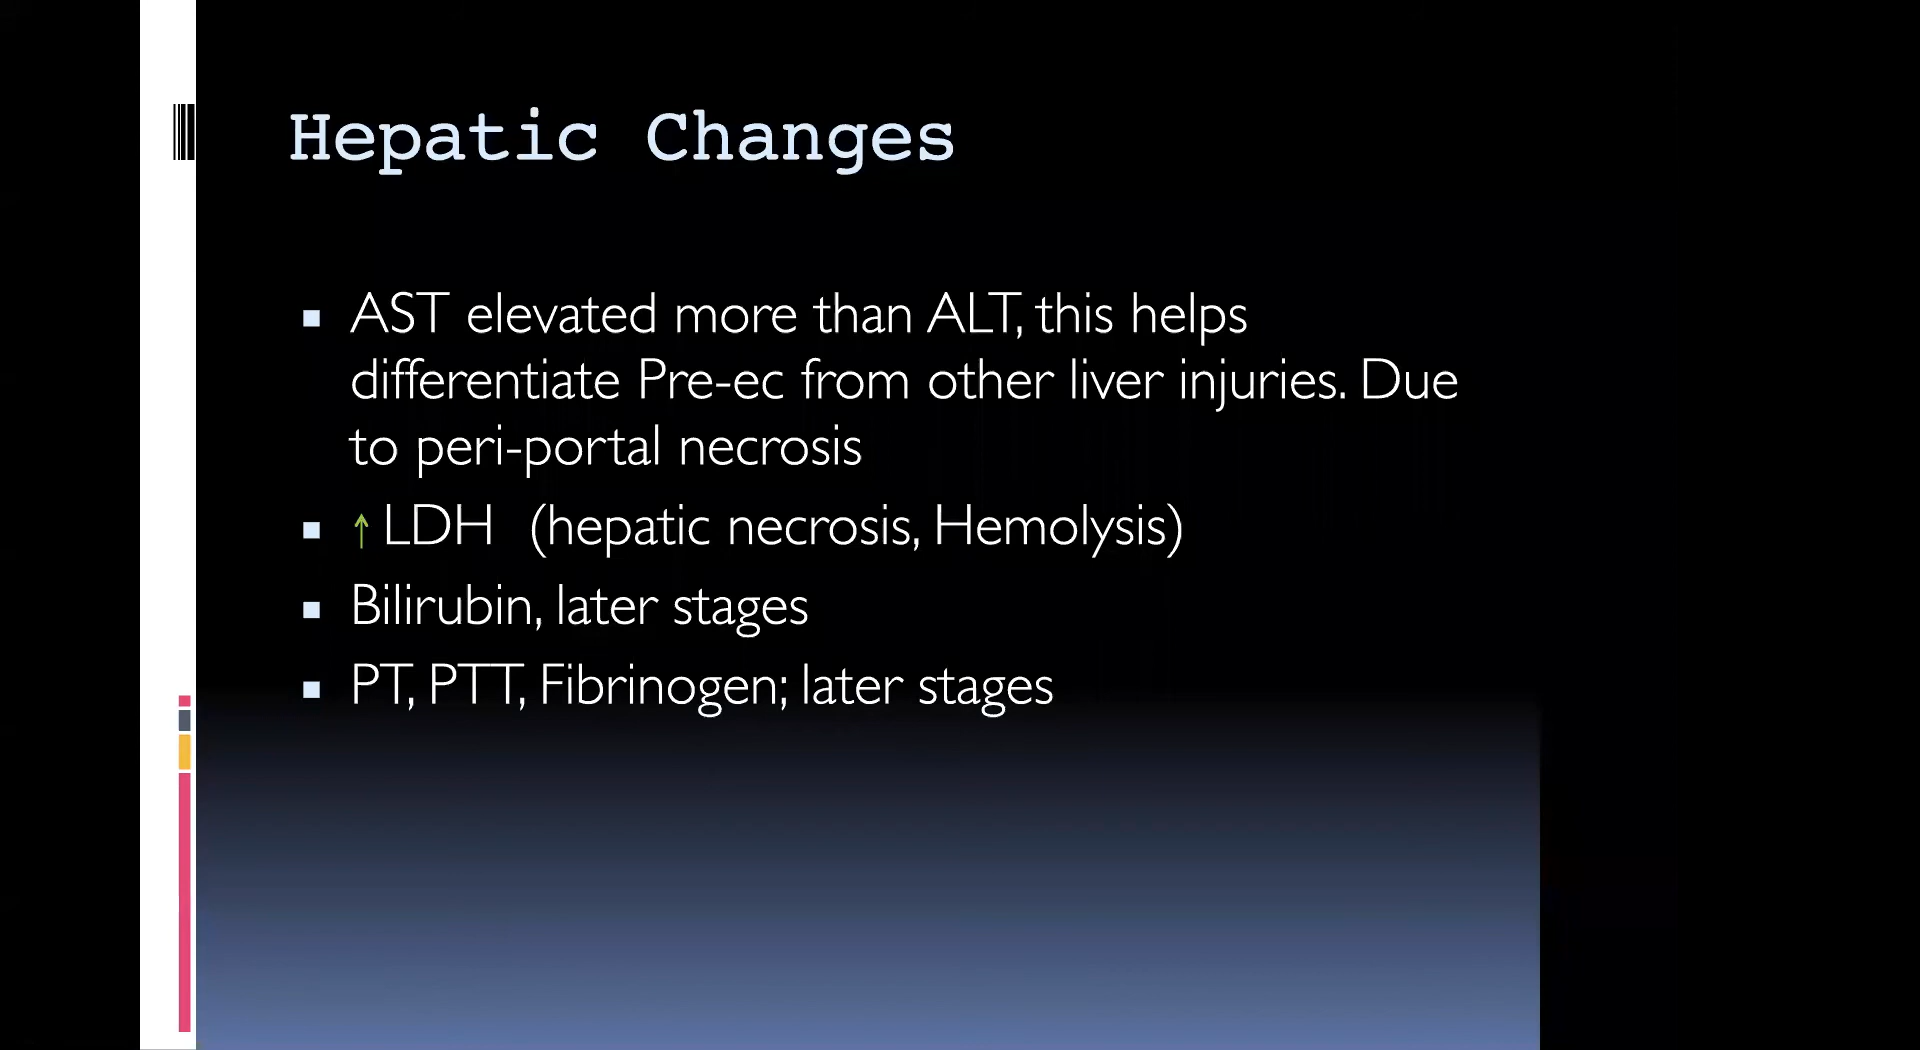 Hepatic Changes
AST elevated more than ALT, this helps
differentiate Pre-ec from other liver injuries. Due
to peri-portal necrosis
↑ LDH (hepatic necrosis, Hemolysis)
Bilirubin, later stages
PT, PTT, Fibrinogen; later stages